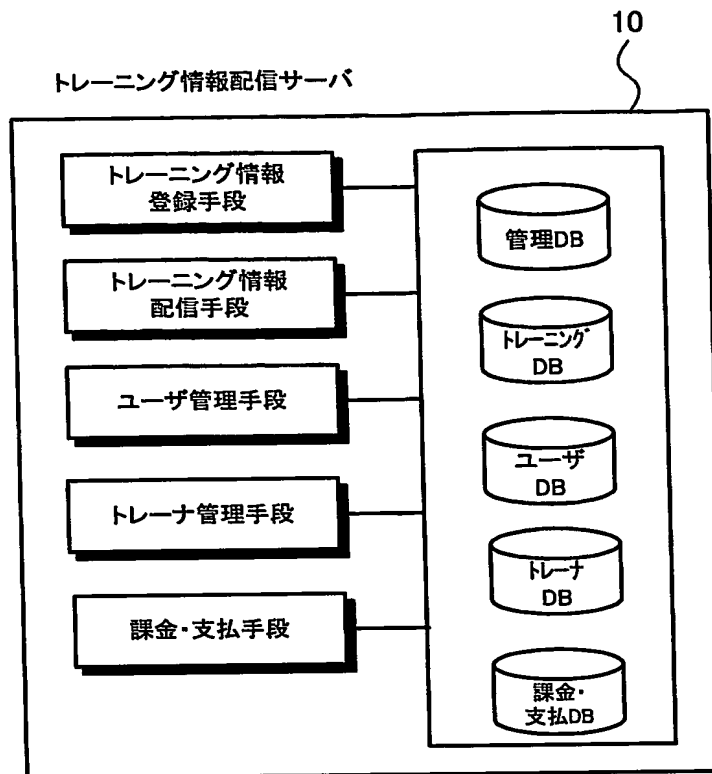 10
トレーニング情報配信サーバ
トレーニング情報
登録手段
トレーニング情報
配信手段
ユーザ管理手段
トレーナ管理手段
課金・支払手段
管理DB
トレーニング
DB
ユーザ
DB
トレーナ
DB
課金・
支払DB